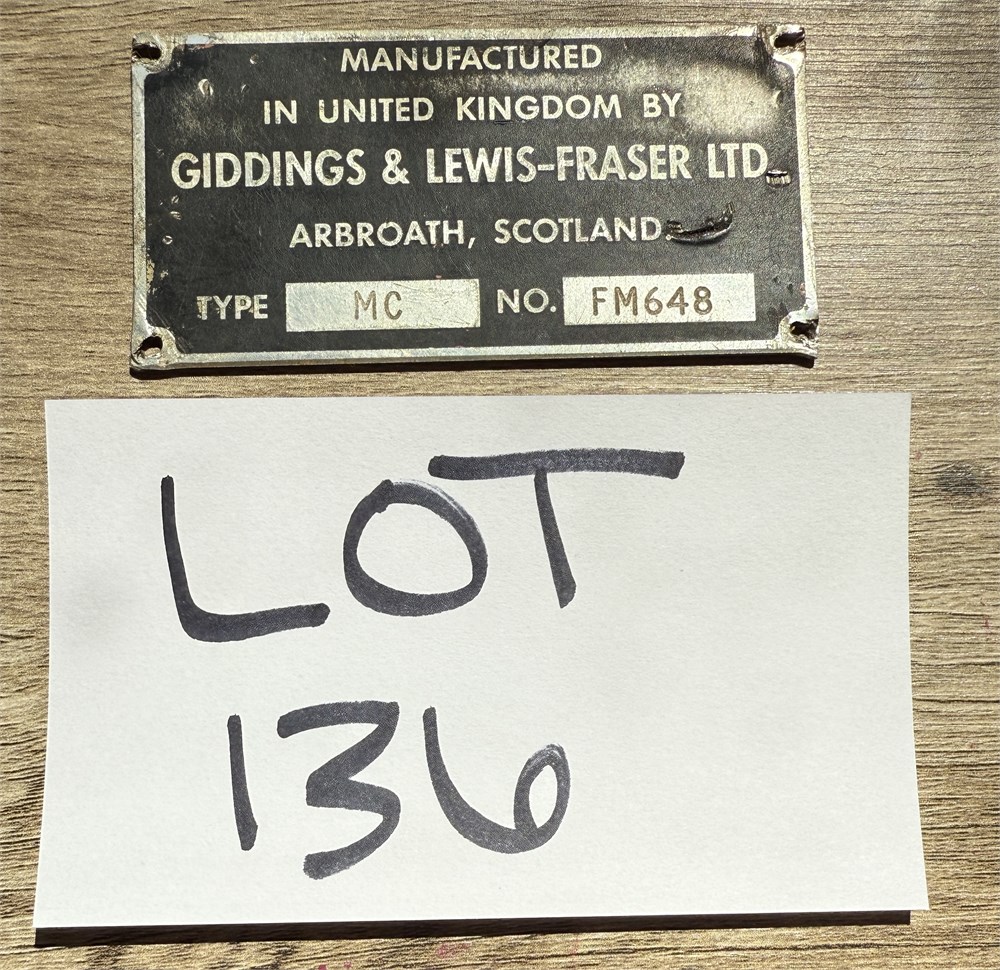 MANUFACTURED
IN UNITED KINGDOM BY
GIDDINGS & LEWIS-FRASER LTD.
ARBROATH, SCOTLAND.
TYPE MC NO. FM648
LOT
136